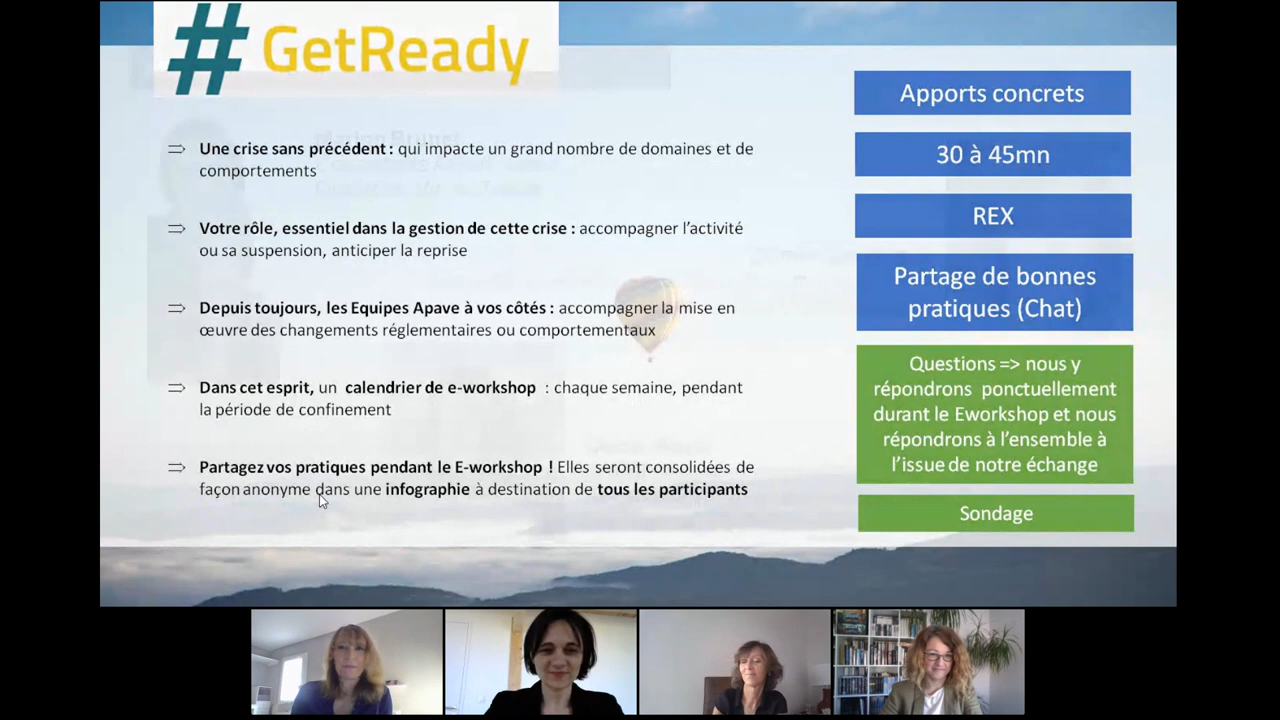 #GetReady
Une crise sans précédent : qui impacte un grand nombre de domaines et de
comportements
Votre rôle, essentiel dans la gestion de cette crise : accompagner l'activité
ou sa suspension, anticiper la reprise
Depuis toujours, les Equipes Apave à vos côtés : accompagner la mise en
œuvre des changements réglementaires ou comportementaux
Dans cet esprit, un calendrier de e-workshop : chaque semaine, pendant
la période de confinement
Partagez vos pratiques pendant le E-workshop ! Elles seront consolidées de
façon anonyme dans une infographie à destination de tous les participants
Apports concrets
30 à 45mn
REX
Partage de bonnes
pratiques (Chat)
Questions => nous y
répondrons ponctuellement
durant le Eworkshop et nous
répondrons à l'ensemble à
l'issue de notre échange
Sondage